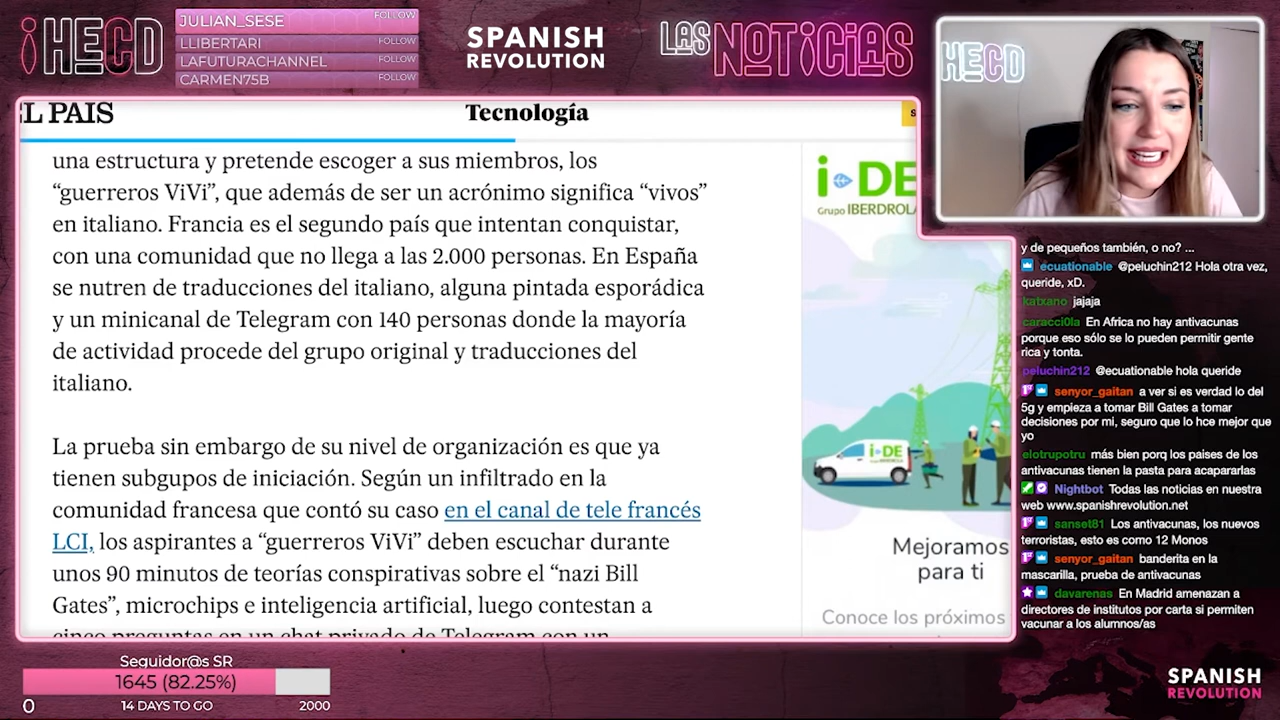 HECD
JULIAN_SESE FOLLOW
LLIBERTARI FOLLOW
LAFUTURACHANNEL FOLLOW
CARMEN75B FOLLOW
SPANISH
REVOLUTION
LAS NOTICIAS
HECD
EL PAIS
Tecnología
una estructura y pretende escoger a sus miembros, los
“guerreros ViVi”, que además de ser un acrónimo significa “vivos”
en italiano. Francia es el segundo país que intentan conquistar,
con una comunidad que no llega a las 2.000 personas. En España
se nutren de traducciones del italiano, alguna pintada esporádica
y un minicanal de Telegram con 140 personas donde la mayoría
de actividad procede del grupo original y traducciones del
italiano.
La prueba sin embargo de su nivel de organización es que ya
tienen subgupos de iniciación. Según un infiltrado en la
comunidad francesa que contó su caso en el canal de tele francés
LCI, los aspirantes a “guerreros ViVi” deben escuchar durante
unos 90 minutos de teorías conspirativas sobre el “nazi Bill
Gates”, microchips e inteligencia artificial, luego contestan a
cinco preguntas en un chat privado de Telegram con un
i-DE
Grupo IBERDROLA
i-DE
Mejoramos
para ti
Conoce los próximos
y de pequeños también, o no? ...
ecuationable @peluchin212 Hola otra vez,
queride, xD.
katxano jajaja
caracci0la En Africa no hay antivacunas
porque eso sólo se lo pueden permitir gente
rica y tonta.
peluchin212 @ecuationable hola queride
senyor_gaitan a ver si es verdad lo del
5g y empieza a tomar Bill Gates a tomar
decisiones por mi, seguro que lo hce mejor que
yo
elotrupotru más bien porq los paises de los
antivacunas tienen la pasta para acapararlas
Nightbot Todas las noticias en nuestra
web www.spanishrevolution.net
sanset81 Los antivacunas, los nuevos
terroristas, esto es como 12 Monos
senyor_gaitan banderita en la
mascarilla, prueba de antivacunas
davarenas En Madrid amenazan a
directores de institutos por carta si permiten
vacunar a los alumnos/as
Seguidor@s SR
1645 (82.25%)
0 14 DAYS TO GO 2000
SPANISH
REVOLUTION